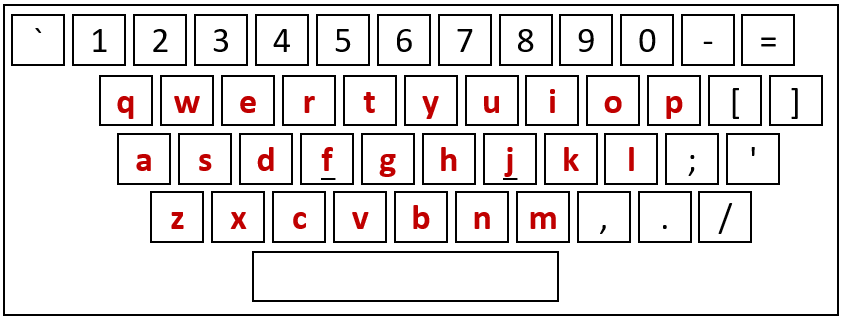 ` 1 2 3 4 5 6 7 8 9 0 - =
q w e r t y u i o p [ ]
a s d f g h j k l ; '
z x c v b n m , . /